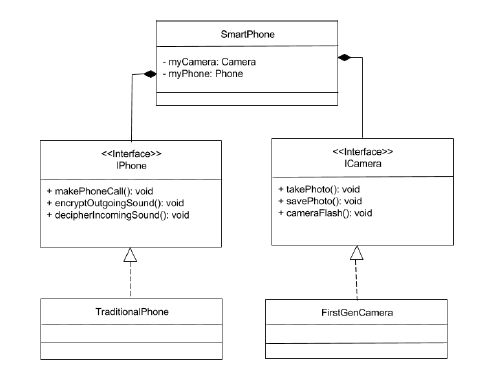 SmartPhone
- myCamera: Camera
- myPhone: Phone
<<Interface>>
IPhone
+ makePhoneCall(): void
+ encryptOutgoingSound(): void
+ decipherIncomingSound(): void
<<Interface>>
ICamera
+ takePhoto(): void
+ savePhoto(): void
+ cameraFlash(): void
TraditionalPhone
FirstGenCamera